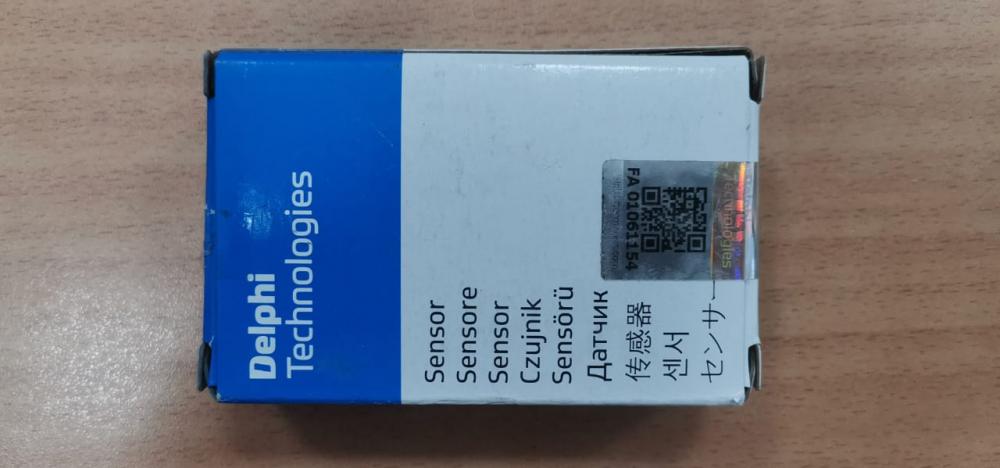 Delphi
Technologies
Sensor
Sensore
Sensor
Czujnik
Sensörü
Датчик
传感器
센서
センサー
FA 01061154
Technologies